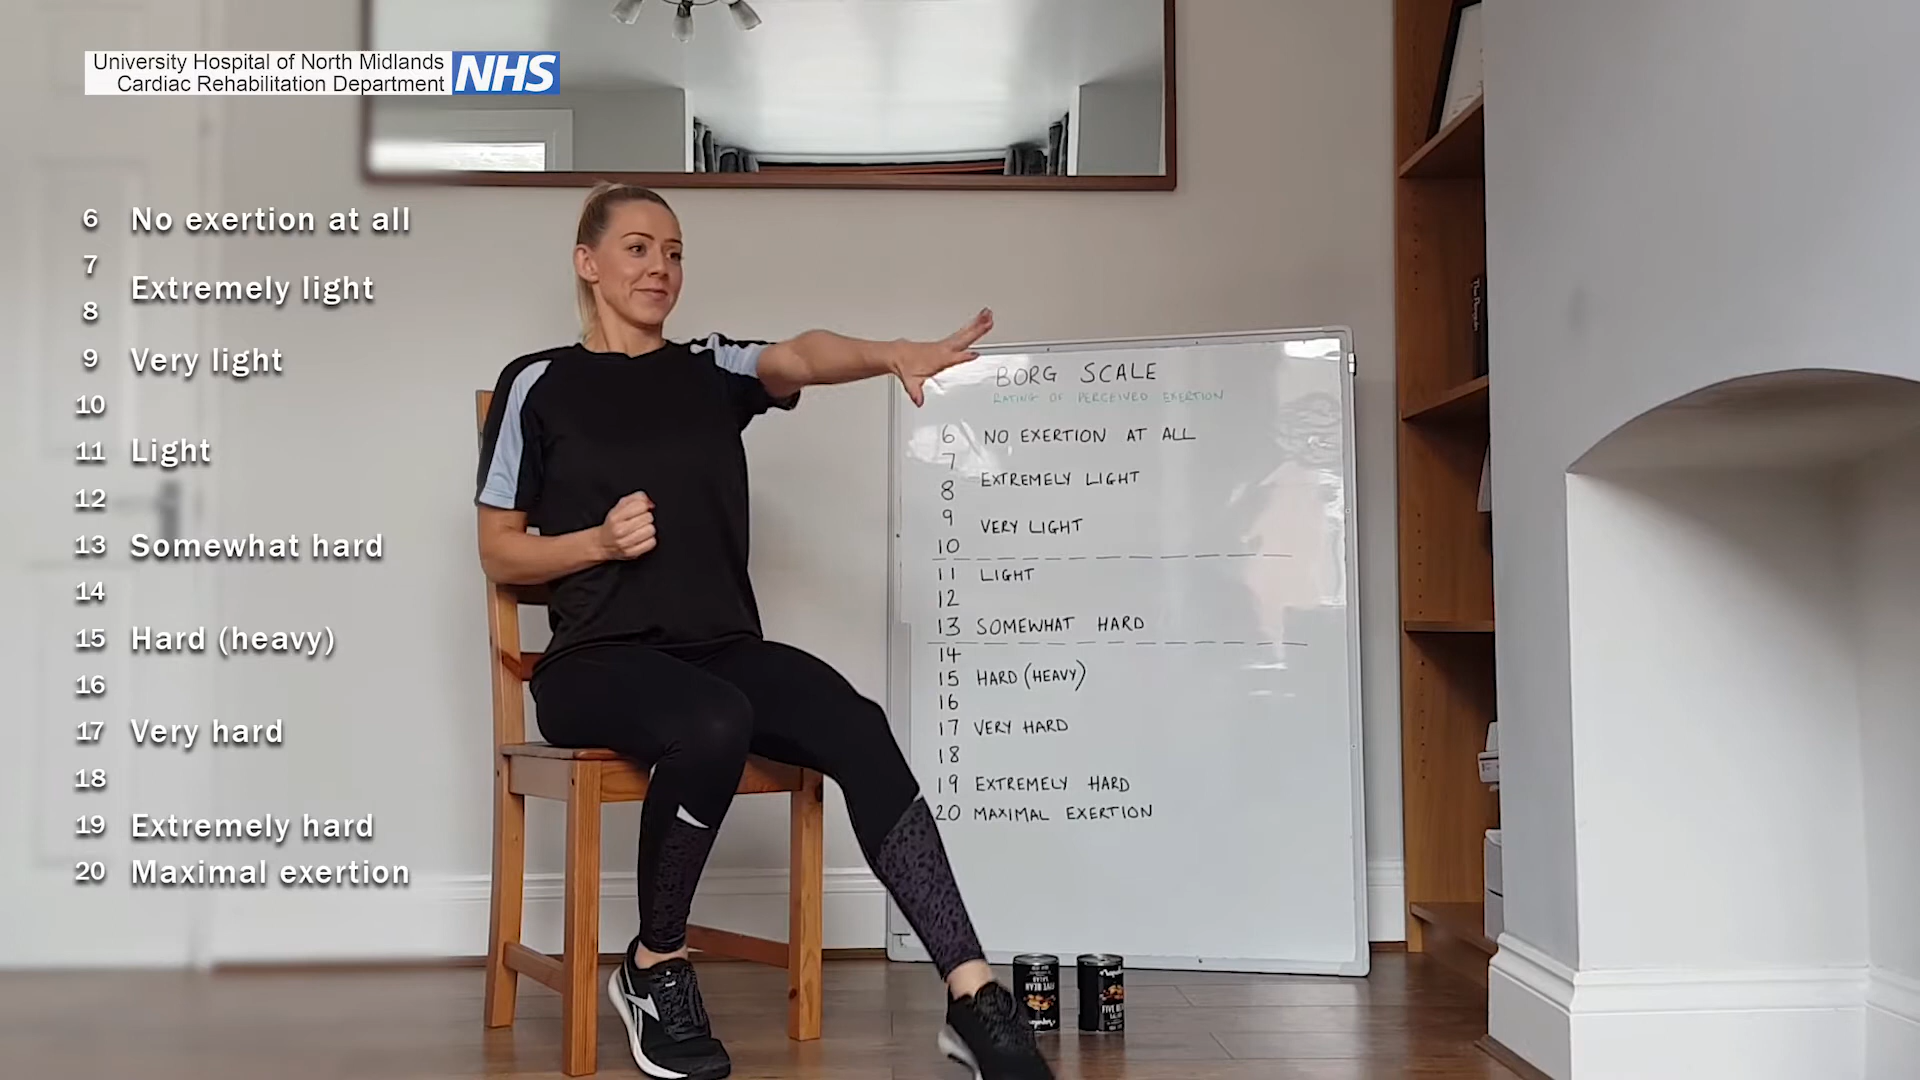 University Hospital of North Midlands
Cardiac Rehabilitation Department
NHS
6 No exertion at all
7
Extremely light
8
9 Very light
10
11 Light
12
13 Somewhat hard
14
15 Hard (heavy)
16
17 Very hard
18
19 Extremely hard
20 Maximal exertion
BORG SCALE
RATING OF PERCEIVED EXERTION
6 NO EXERTION AT ALL
7
EXTREMELY LIGHT
8
9
VERY LIGHT
10
11 LIGHT
12
13 SOMEWHAT HARD
14
15 HARD (HEAVY)
16
17 VERY HARD
18
19 EXTREMELY HARD
20 MAXIMAL EXERTION
FIVE BEAN
SALAD
FIVE